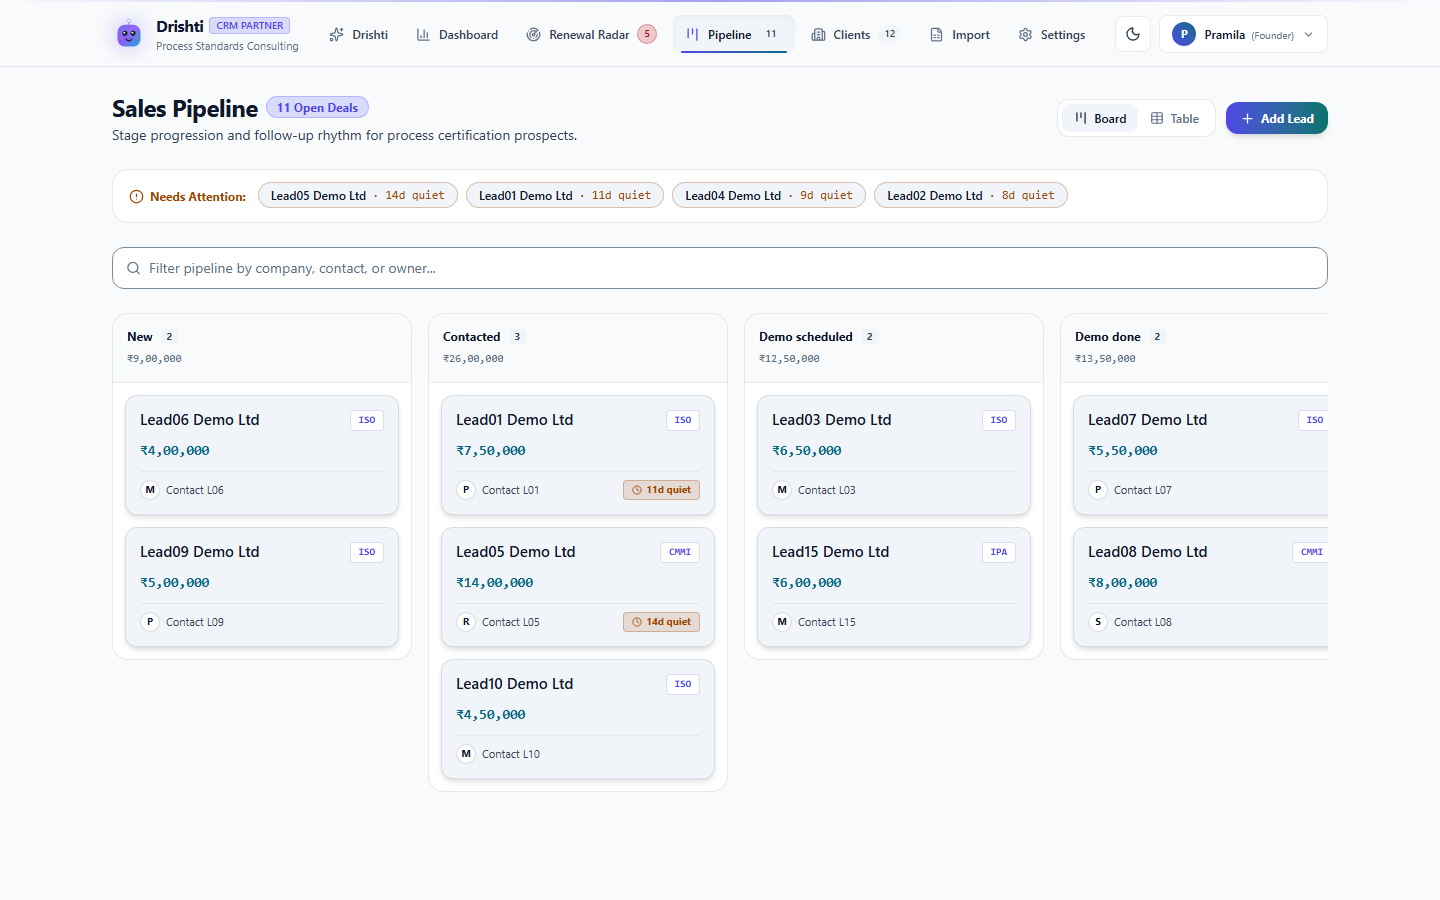 Drishti CRM PARTNER
Process Standards Consulting
Drishti
Dashboard
Renewal Radar 5
Pipeline 11
Clients 12
Import
Settings
P Pramila (Founder)
Sales Pipeline 11 Open Deals
Stage progression and follow-up rhythm for process certification prospects.
Board
Table
+ Add Lead
Needs Attention:
Lead05 Demo Ltd · 14d quiet
Lead01 Demo Ltd · 11d quiet
Lead04 Demo Ltd · 9d quiet
Lead02 Demo Ltd · 8d quiet
Filter pipeline by company, contact, or owner...
New 2
₹9,00,000
Lead06 Demo Ltd ISO
₹4,00,000
M Contact L06
Lead09 Demo Ltd ISO
₹5,00,000
P Contact L09
Contacted 3
₹26,00,000
Lead01 Demo Ltd ISO
₹7,50,000
P Contact L01 11d quiet
Lead05 Demo Ltd CMMI
₹14,00,000
R Contact L05 14d quiet
Lead10 Demo Ltd ISO
₹4,50,000
M Contact L10
Demo scheduled 2
₹12,50,000
Lead03 Demo Ltd ISO
₹6,50,000
M Contact L03
Lead15 Demo Ltd IPA
₹6,00,000
M Contact L15
Demo done 2
₹13,50,000
Lead07 Demo Ltd ISO
₹5,50,000
P Contact L07
Lead08 Demo Ltd CMMI
₹8,00,000
S Contact L08